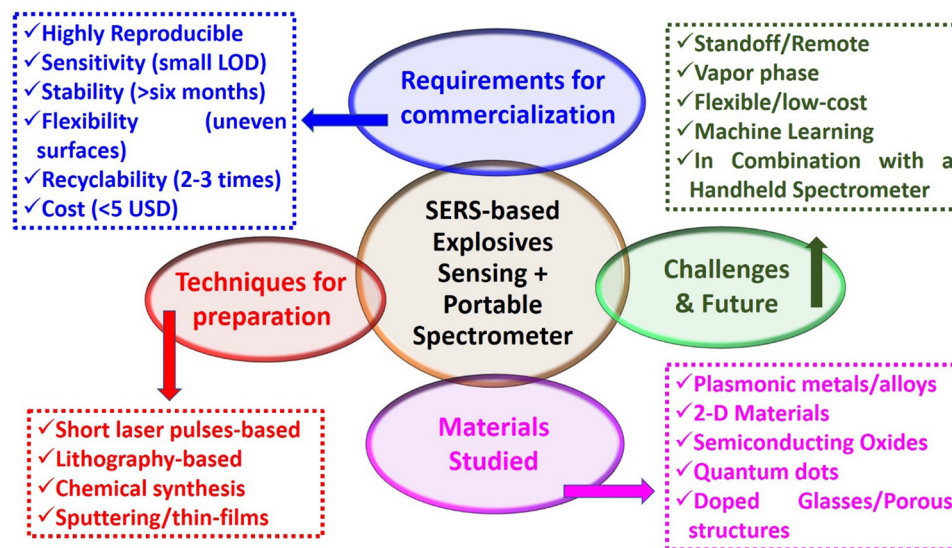 ✓Highly Reproducible
✓Sensitivity (small LOD)
✓Stability (>six months)
✓Flexibility (uneven
surfaces)
✓Recyclability (2-3 times)
✓Cost (<5 USD)
Requirements for
commercialization
✓Standoff/Remote
✓Vapor phase
✓Flexible/low-cost
✓Machine Learning
✓In Combination with a
Handheld Spectrometer
SERS-based
Explosives
Sensing +
Portable
Spectrometer
Techniques for
preparation
Challenges
& Future
✓Short laser pulses-based
✓Lithography-based
✓Chemical synthesis
✓Sputtering/thin-films
Materials
Studied
✓Plasmonic metals/alloys
✓2-D Materials
✓Semiconducting Oxides
✓Quantum dots
✓Doped Glasses/Porous
structures